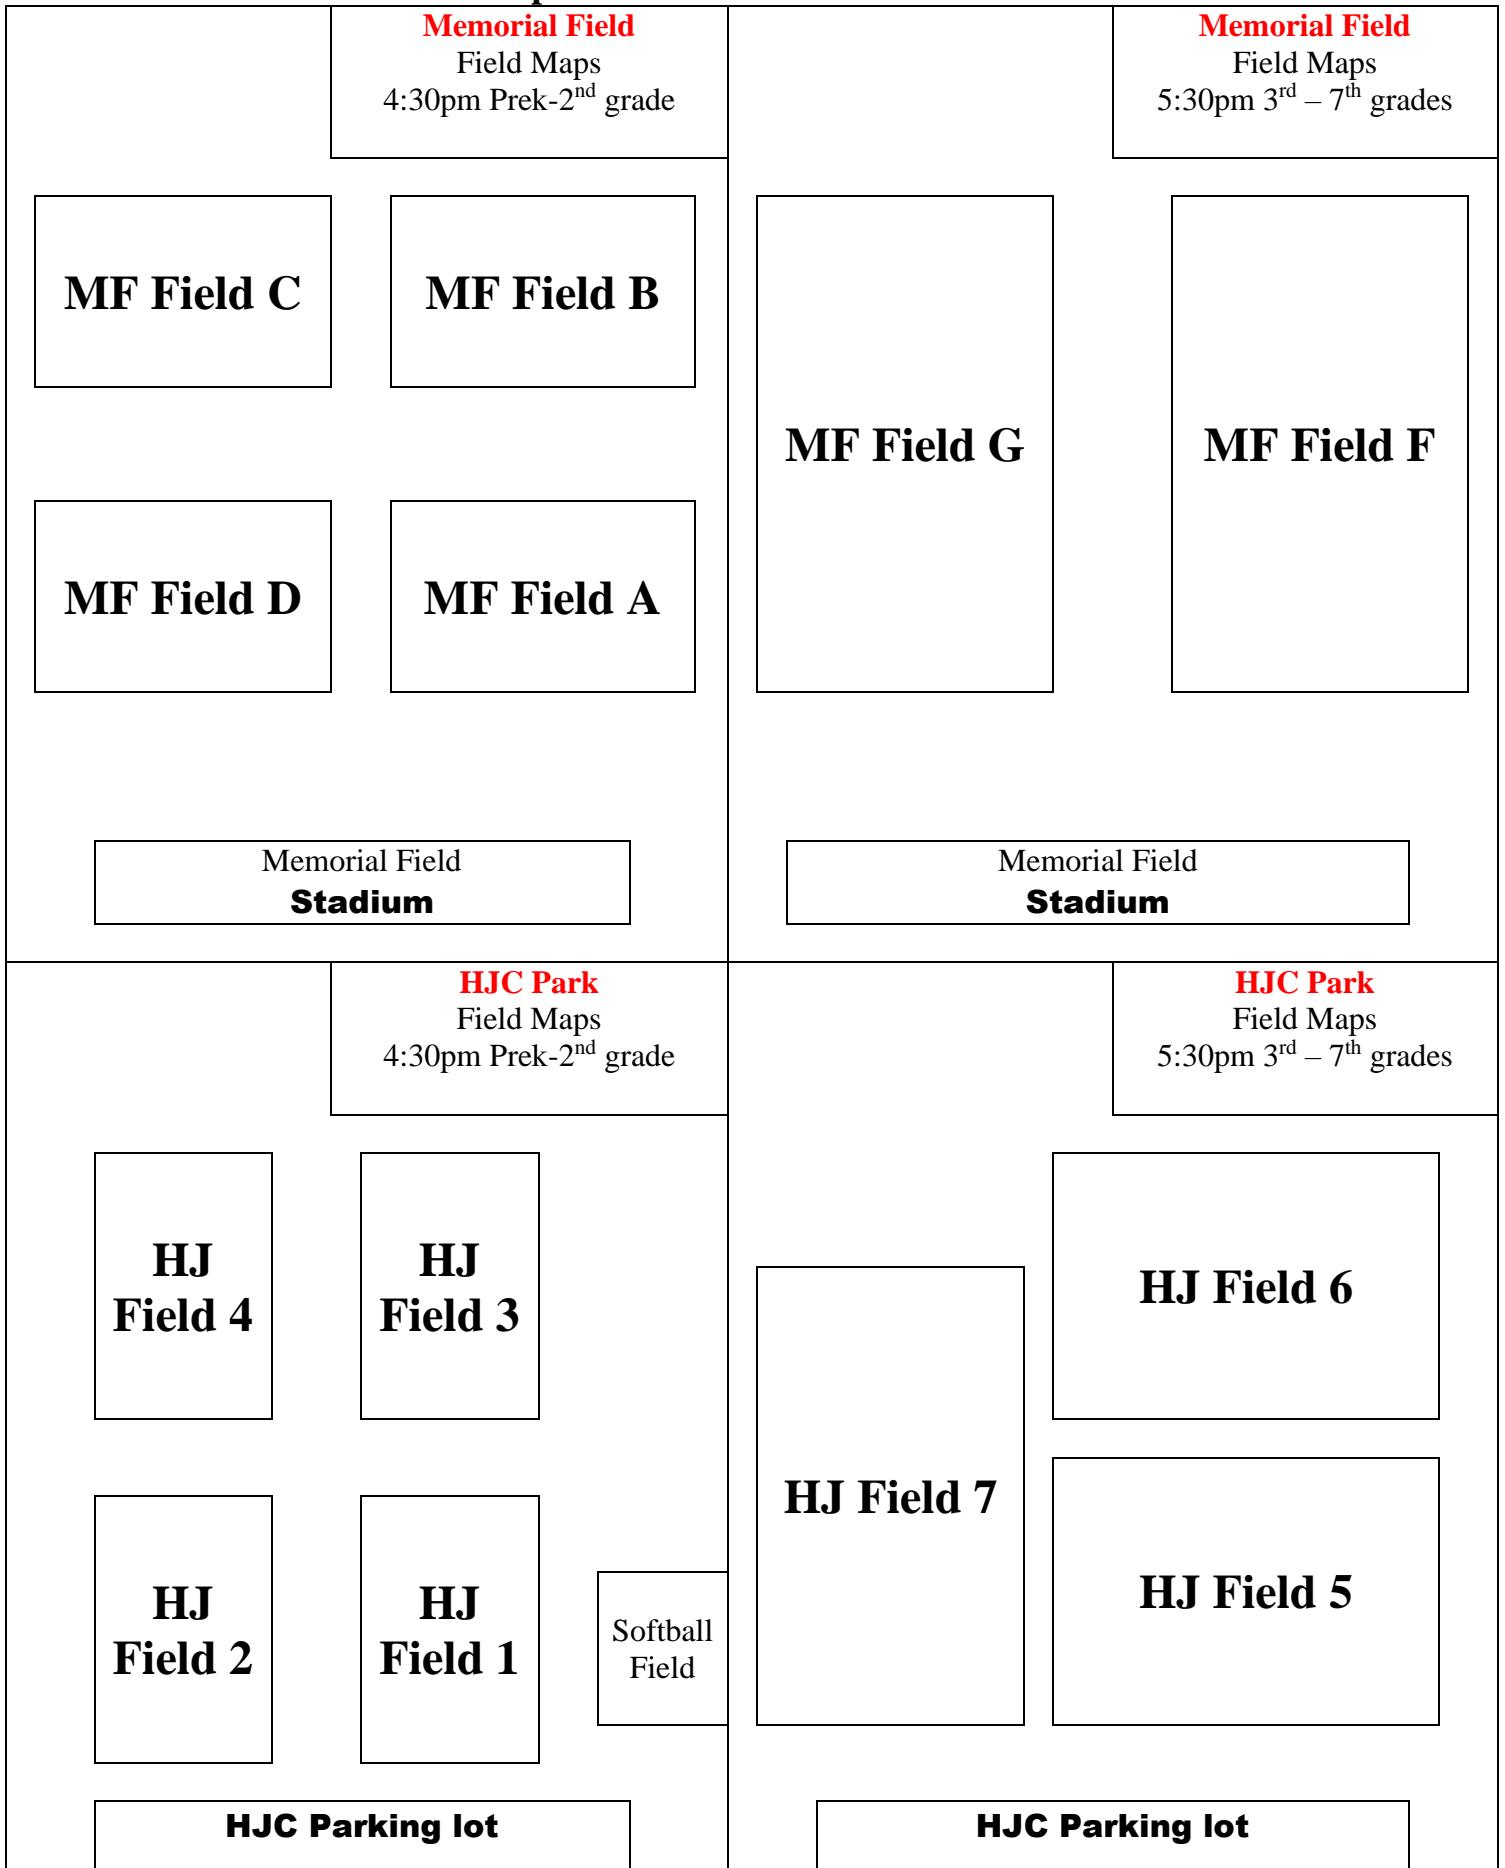 Memorial Field
Field Maps
4:30pm Prek-2nd grade
MF Field C
MF Field B
MF Field D
MF Field A
Memorial Field
Stadium
Memorial Field
Field Maps
5:30pm 3rd – 7th grades
MF Field G
MF Field F
Memorial Field
Stadium
HJC Park
Field Maps
4:30pm Prek-2nd grade
HJ
Field 4
HJ
Field 3
HJ
Field 2
HJ
Field 1
Softball
Field
HJC Parking lot
HJC Park
Field Maps
5:30pm 3rd – 7th grades
HJ Field 6
HJ Field 7
HJ Field 5
HJC Parking lot